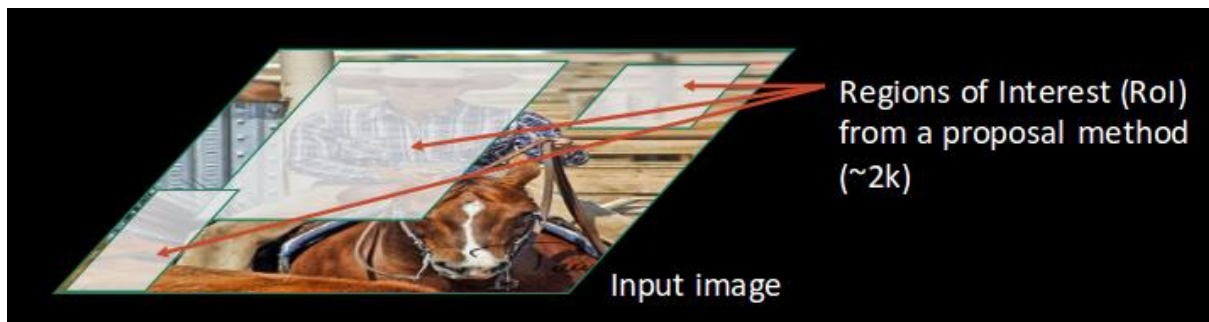 Regions of Interest (RoI)
from a proposal method
(~2k)
Input image